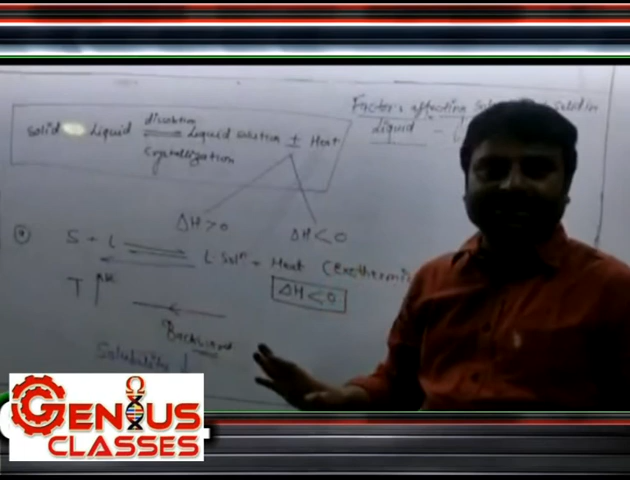 Factors affecting
Liquid -
dissolution
Solid Liquid ⇌ Liquid solution ± Heat
Crystallization
ΔH > 0
ΔH < 0
S + L ⇌ L. Solⁿ + Heat (Exothermic
T ↑
ΔH < 0
Backward
Solubility ↓
GENIUS
CLASSES